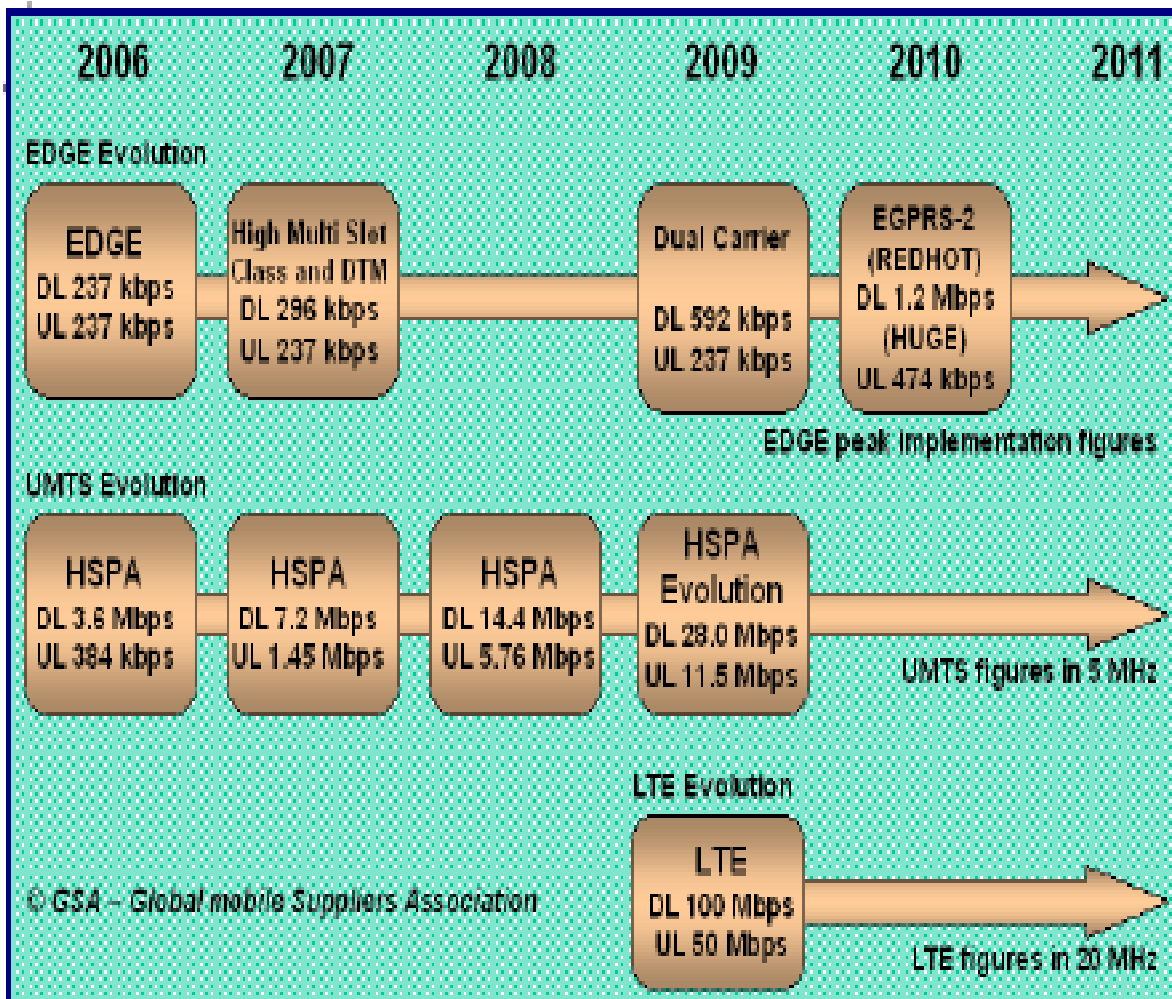 2006 2007 2008 2009 2010 2011
EDGE Evolution
EDGE
DL 237 kbps
UL 237 kbps
High Multi Slot
Class and DTM
DL 296 kbps
UL 237 kbps
Dual Carrier
DL 592 kbps
UL 237 kbps
EGPRS-2
(REDHOT)
DL 1.2 Mbps
(HUGE)
UL 474 kbps
EDGE peak implementation figures
UMTS Evolution
HSPA
DL 3.6 Mbps
UL 384 kbps
HSPA
DL 7.2 Mbps
UL 1.45 Mbps
HSPA
DL 14.4 Mbps
UL 5.76 Mbps
HSPA
Evolution
DL 28.0 Mbps
UL 11.5 Mbps
UMTS figures in 5 MHz
LTE Evolution
LTE
DL 100 Mbps
UL 50 Mbps
© GSA – Global mobile Suppliers Association
LTE figures in 20 MHz